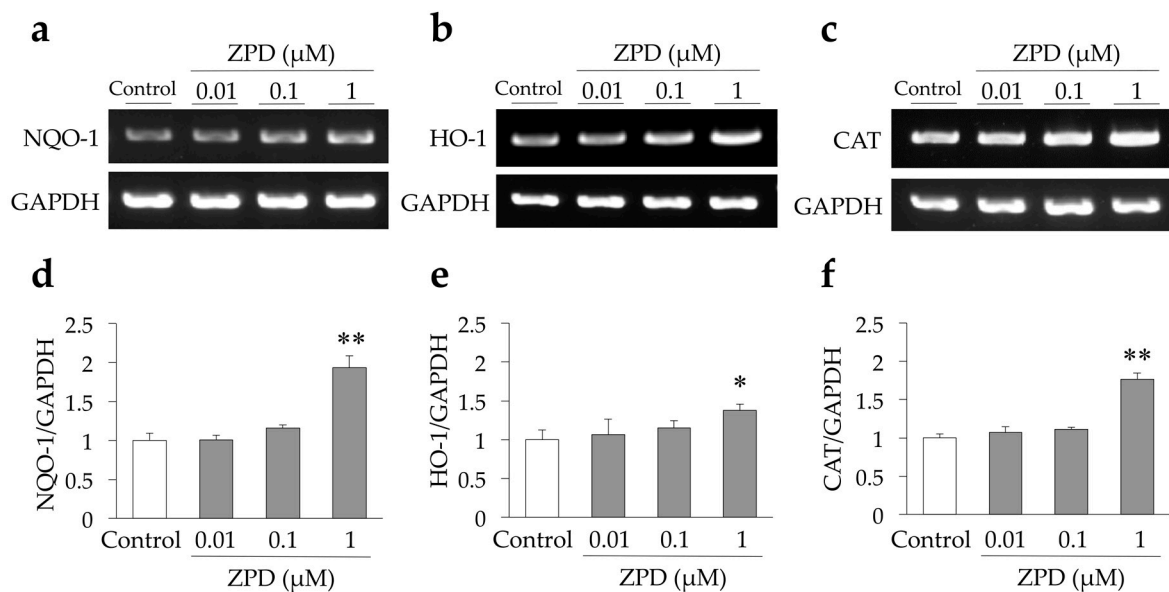 a
ZPD (µM)
Control 0.01 0.1 1
NQO-1
GAPDH
b
ZPD (µM)
Control 0.01 0.1 1
HO-1
GAPDH
c
ZPD (µM)
Control 0.01 0.1 1
CAT
GAPDH
d
NQO-1/GAPDH
2.5
2
1.5
1
0.5
0
**
Control 0.01 0.1 1
ZPD (µM)
e
HO-1/GAPDH
2.5
2
1.5
1
0.5
0
*
Control 0.01 0.1 1
ZPD (µM)
f
CAT/GAPDH
2.5
2
1.5
1
0.5
0
**
Control 0.01 0.1 1
ZPD (µM)